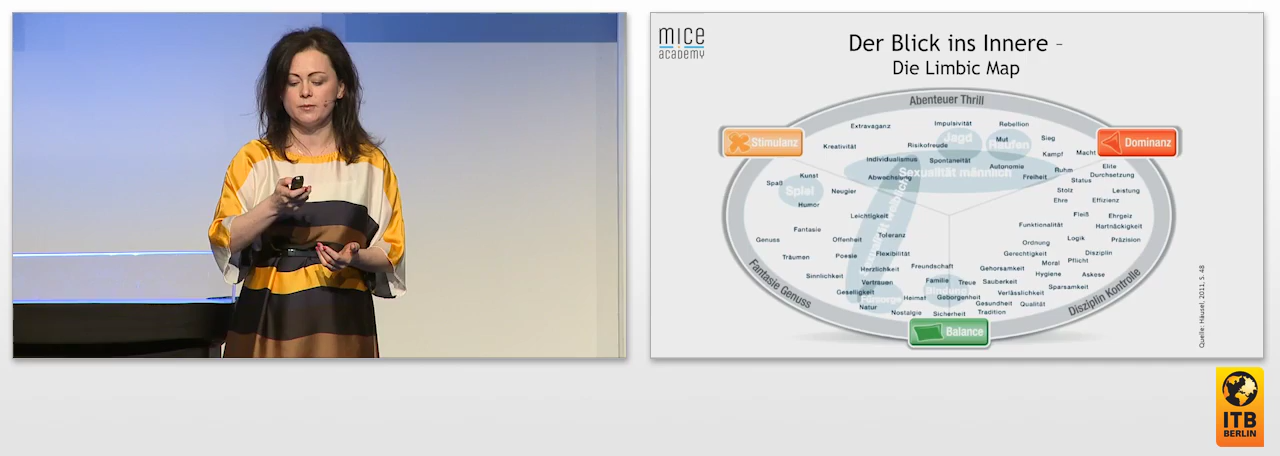 mice
academy
Der Blick ins Innere –
Die Limbic Map
Abenteuer Thrill
Stimulanz
Dominanz
Extravaganz
Impulsivität
Rebellion
Kreativität
Risikofreude
Jagd
Mut
Raufen
Sieg
Kampf
Macht
Individualismus
Spontaneität
Autonomie
Ruhm
Elite
Durchsetzung
Sexualität männlich
Abwechslung
Freiheit
Status
Spaß
Kunst
Spiel
Neugier
Humor
Stolz
Leistung
Ehre
Effizienz
Leichtigkeit
Fleiß
Ehrgeiz
Funktionalität
Hartnäckigkeit
Fantasie
Genuss
Offenheit
Toleranz
Ordnung
Logik
Präzision
Träumen
Poesie
Flexibilität
Gerechtigkeit
Disziplin
Moral
Pflicht
Sinnlichkeit
Herzlichkeit
Freundschaft
Gehorsamkeit
Hygiene
Askese
Vertrauen
Familie
Treue
Sauberkeit
Sparsamkeit
Geselligkeit
Bindung
Verlässlichkeit
Fürsorge
Heimat
Geborgenheit
Gesundheit
Qualität
Natur
Nostalgie
Sicherheit
Tradition
Fantasie Genuss
Disziplin Kontrolle
Balance
Quelle: Häusel, 2011, S. 48
ITB
BERLIN